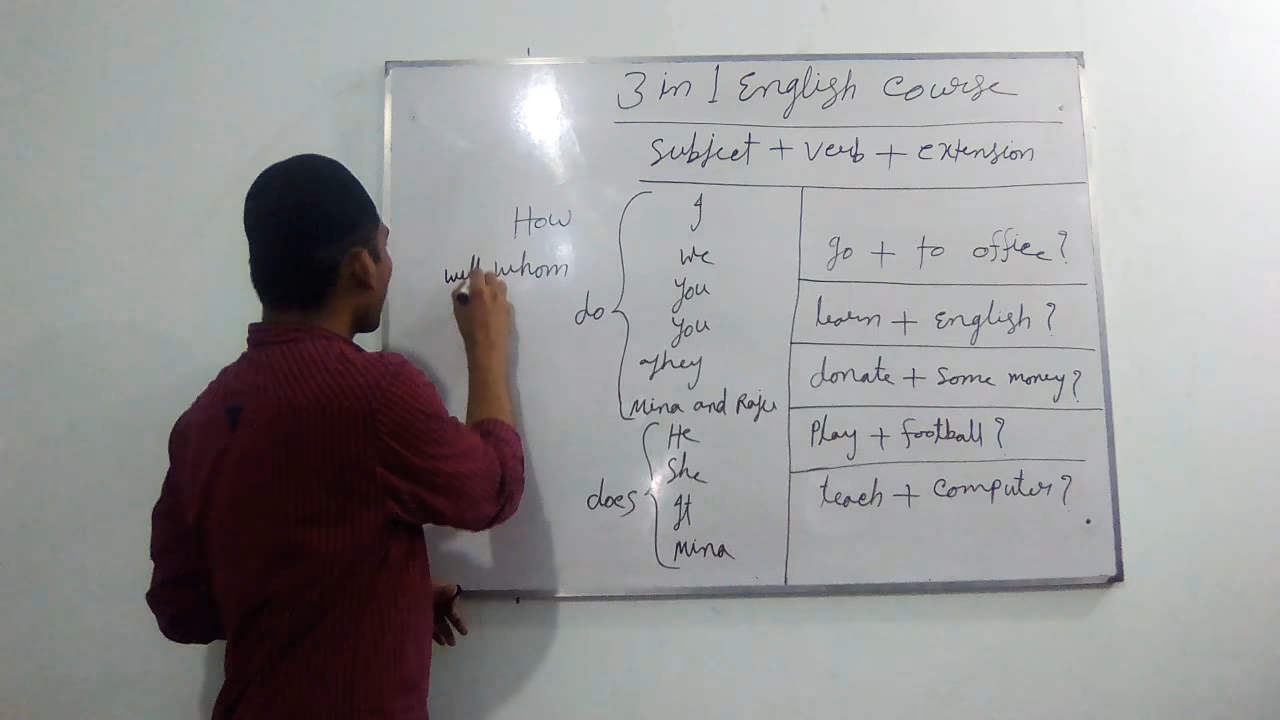 3 in 1 English Course
Subject + Verb + extension
How
whom
do
I
we
You
You
They
Mina and Raju
does
He
She
It
Mina
go + to office?
learn + English?
donate + some money?
Play + football?
teach + computer?